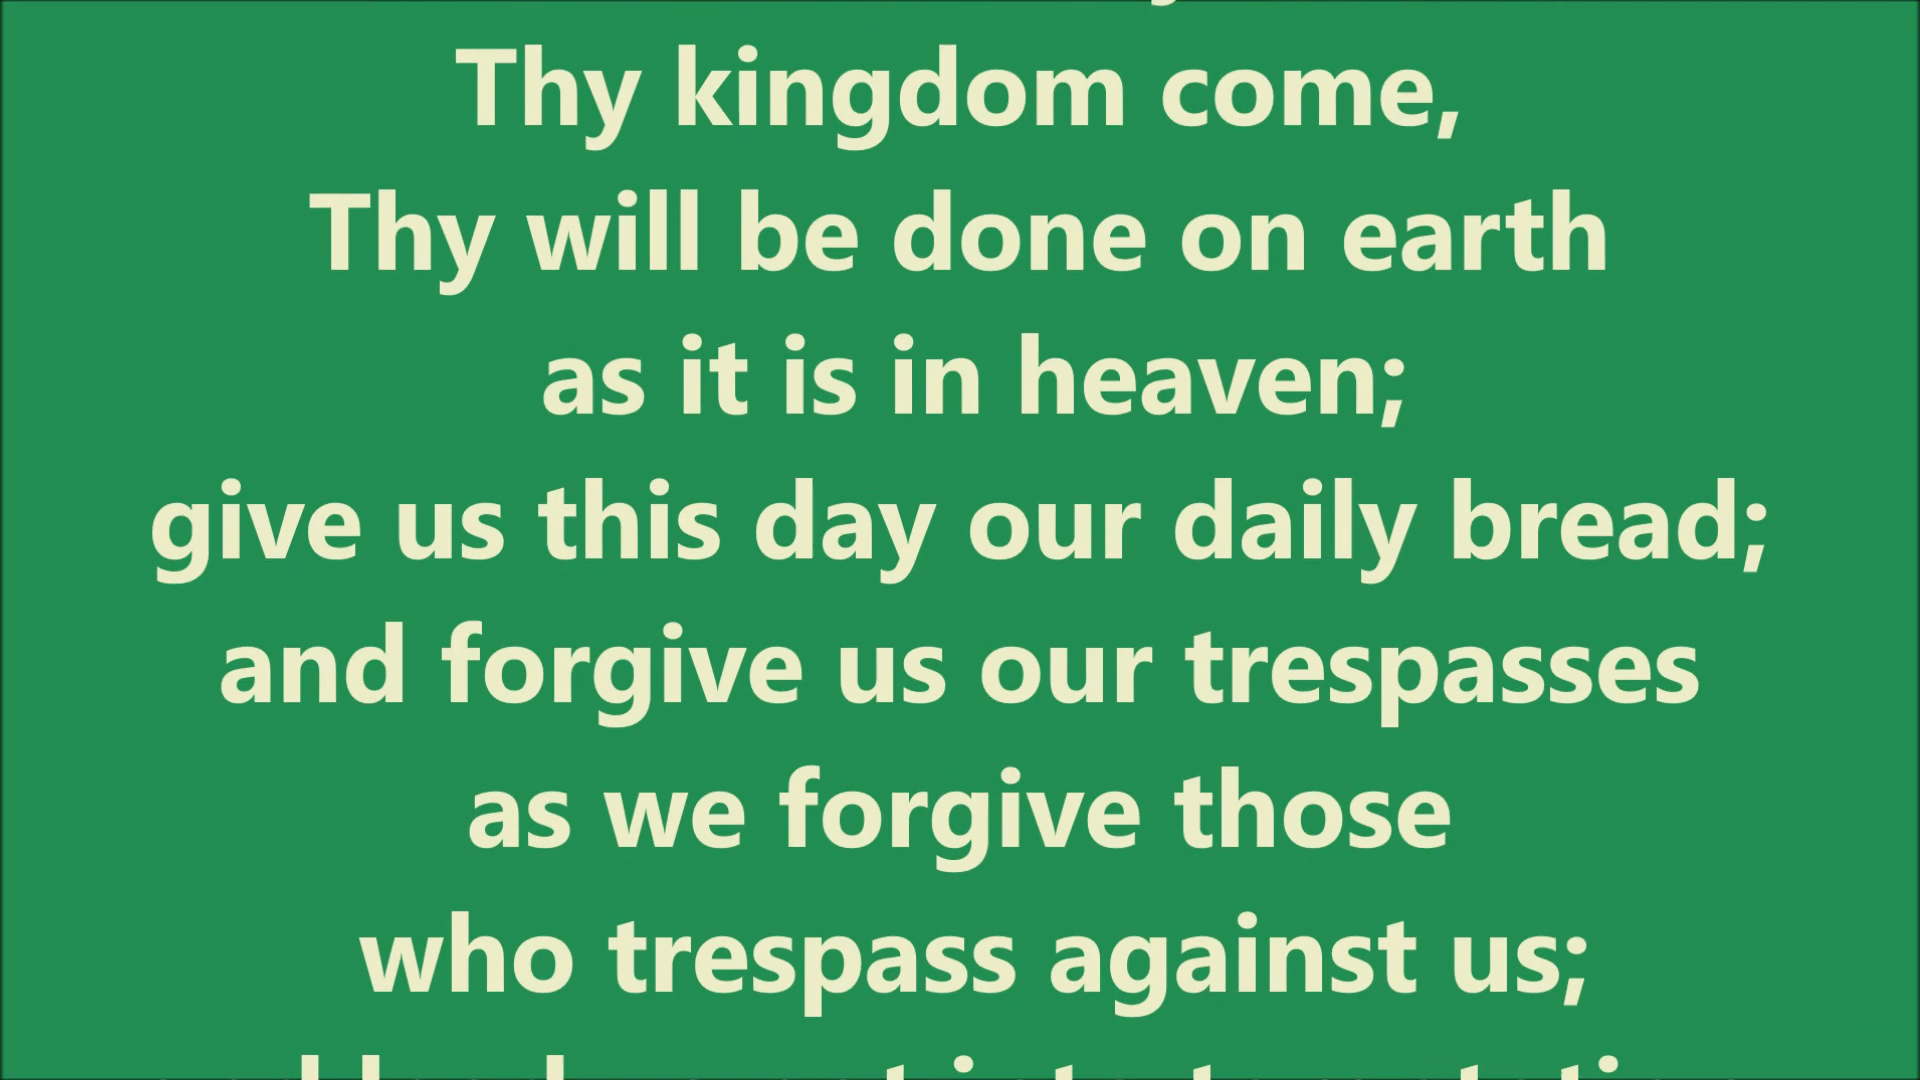 Thy kingdom come,
Thy will be done on earth
as it is in heaven;
give us this day our daily bread;
and forgive us our trespasses
as we forgive those
who trespass against us;